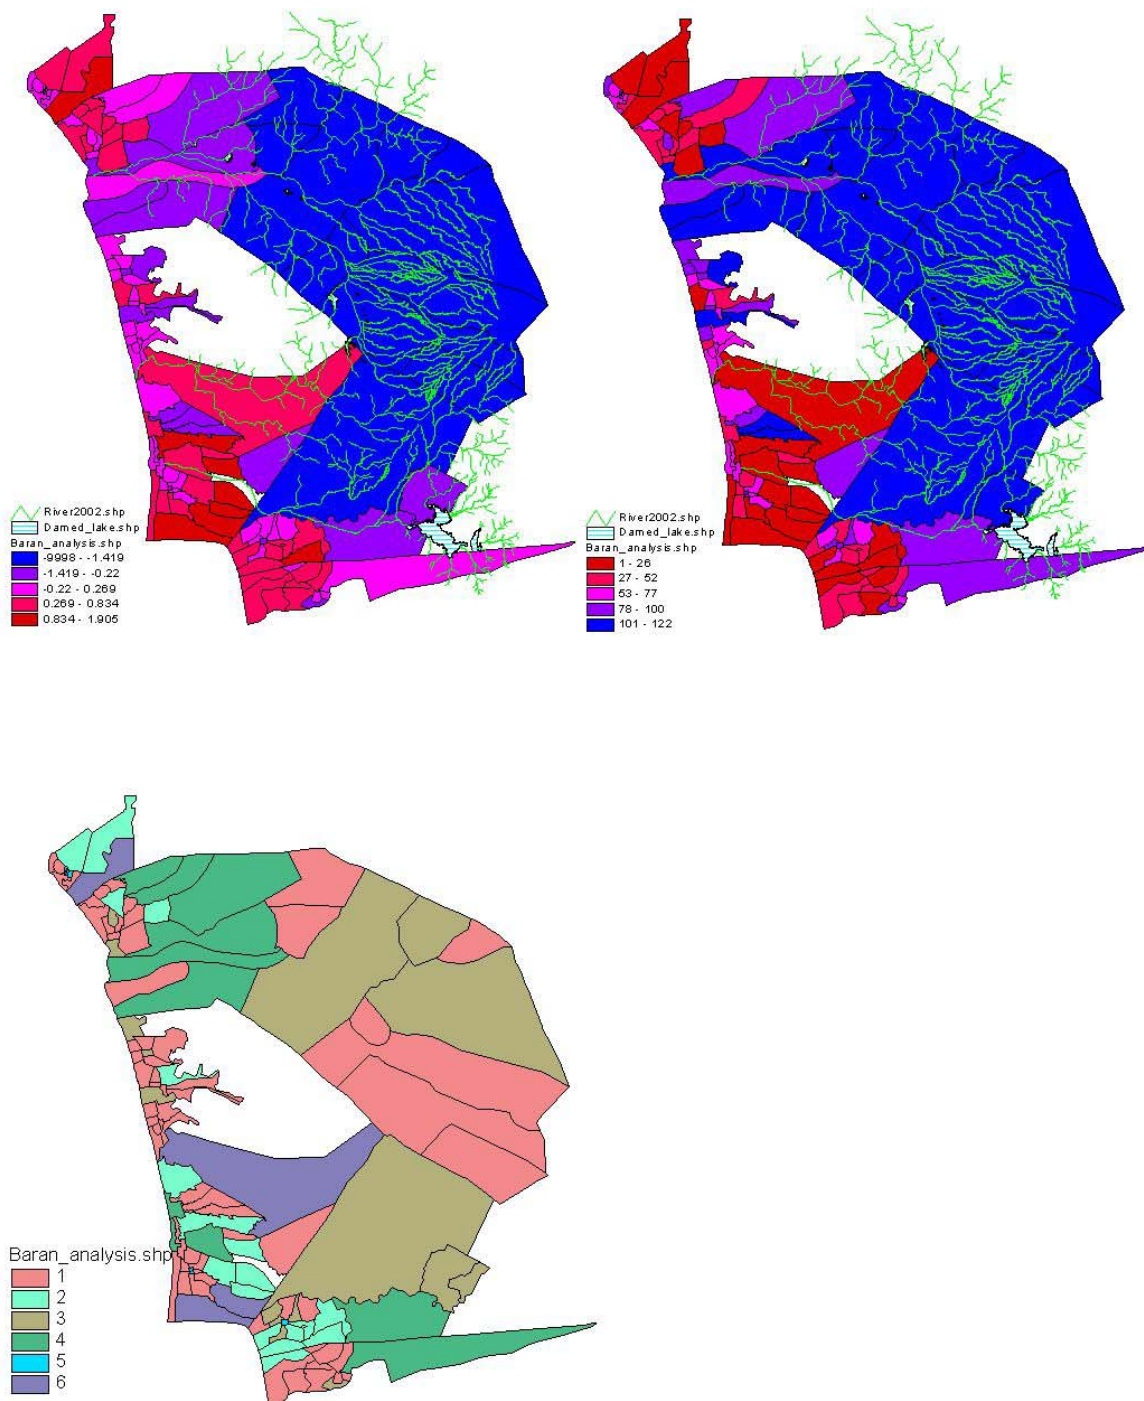 River2002.shp
Damed_lake.shp
Baran_analysis.shp
-9998 - -1.419
-1.419 - -0.22
-0.22 - 0.269
0.269 - 0.834
0.834 - 1.905
River2002.shp
Damed_lake.shp
Baran_analysis.shp
1 - 26
27 - 52
53 - 77
78 - 100
101 - 122
Baran_analysis.shp
1
2
3
4
5
6